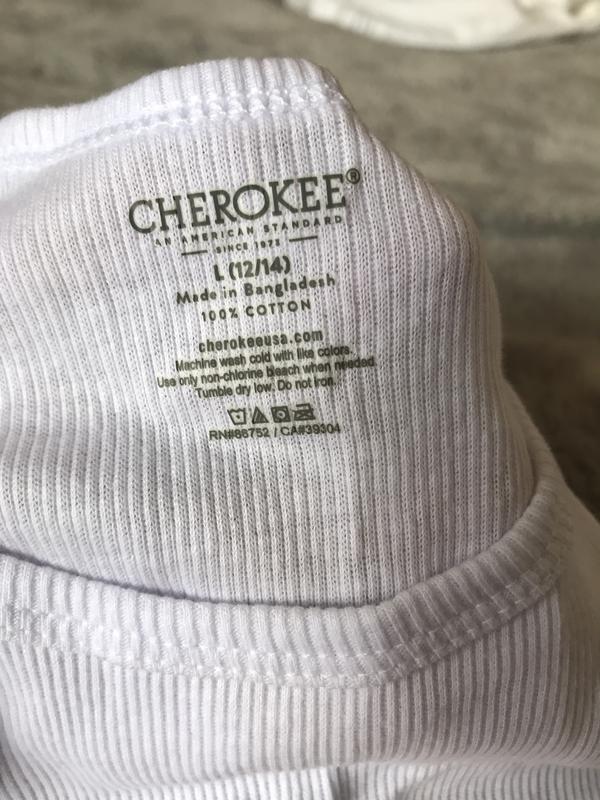 CHEROKEE®
AN AMERICAN STANDARD
SINCE 1973
L (12/14)
Made in Bangladesh
100% COTTON
cherokeeusa.com
Machine wash cold with like colors.
Use only non-chlorine bleach when needed.
Tumble dry low. Do not iron.
RN#88752 / CA#39304